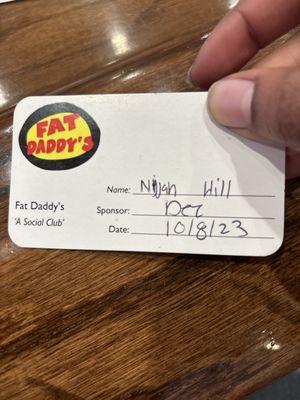 FAT
DADDY'S
Fat Daddy's
'A Social Club'
Name: Nijah Hill
Sponsor: Dez
Date: 10/8/23